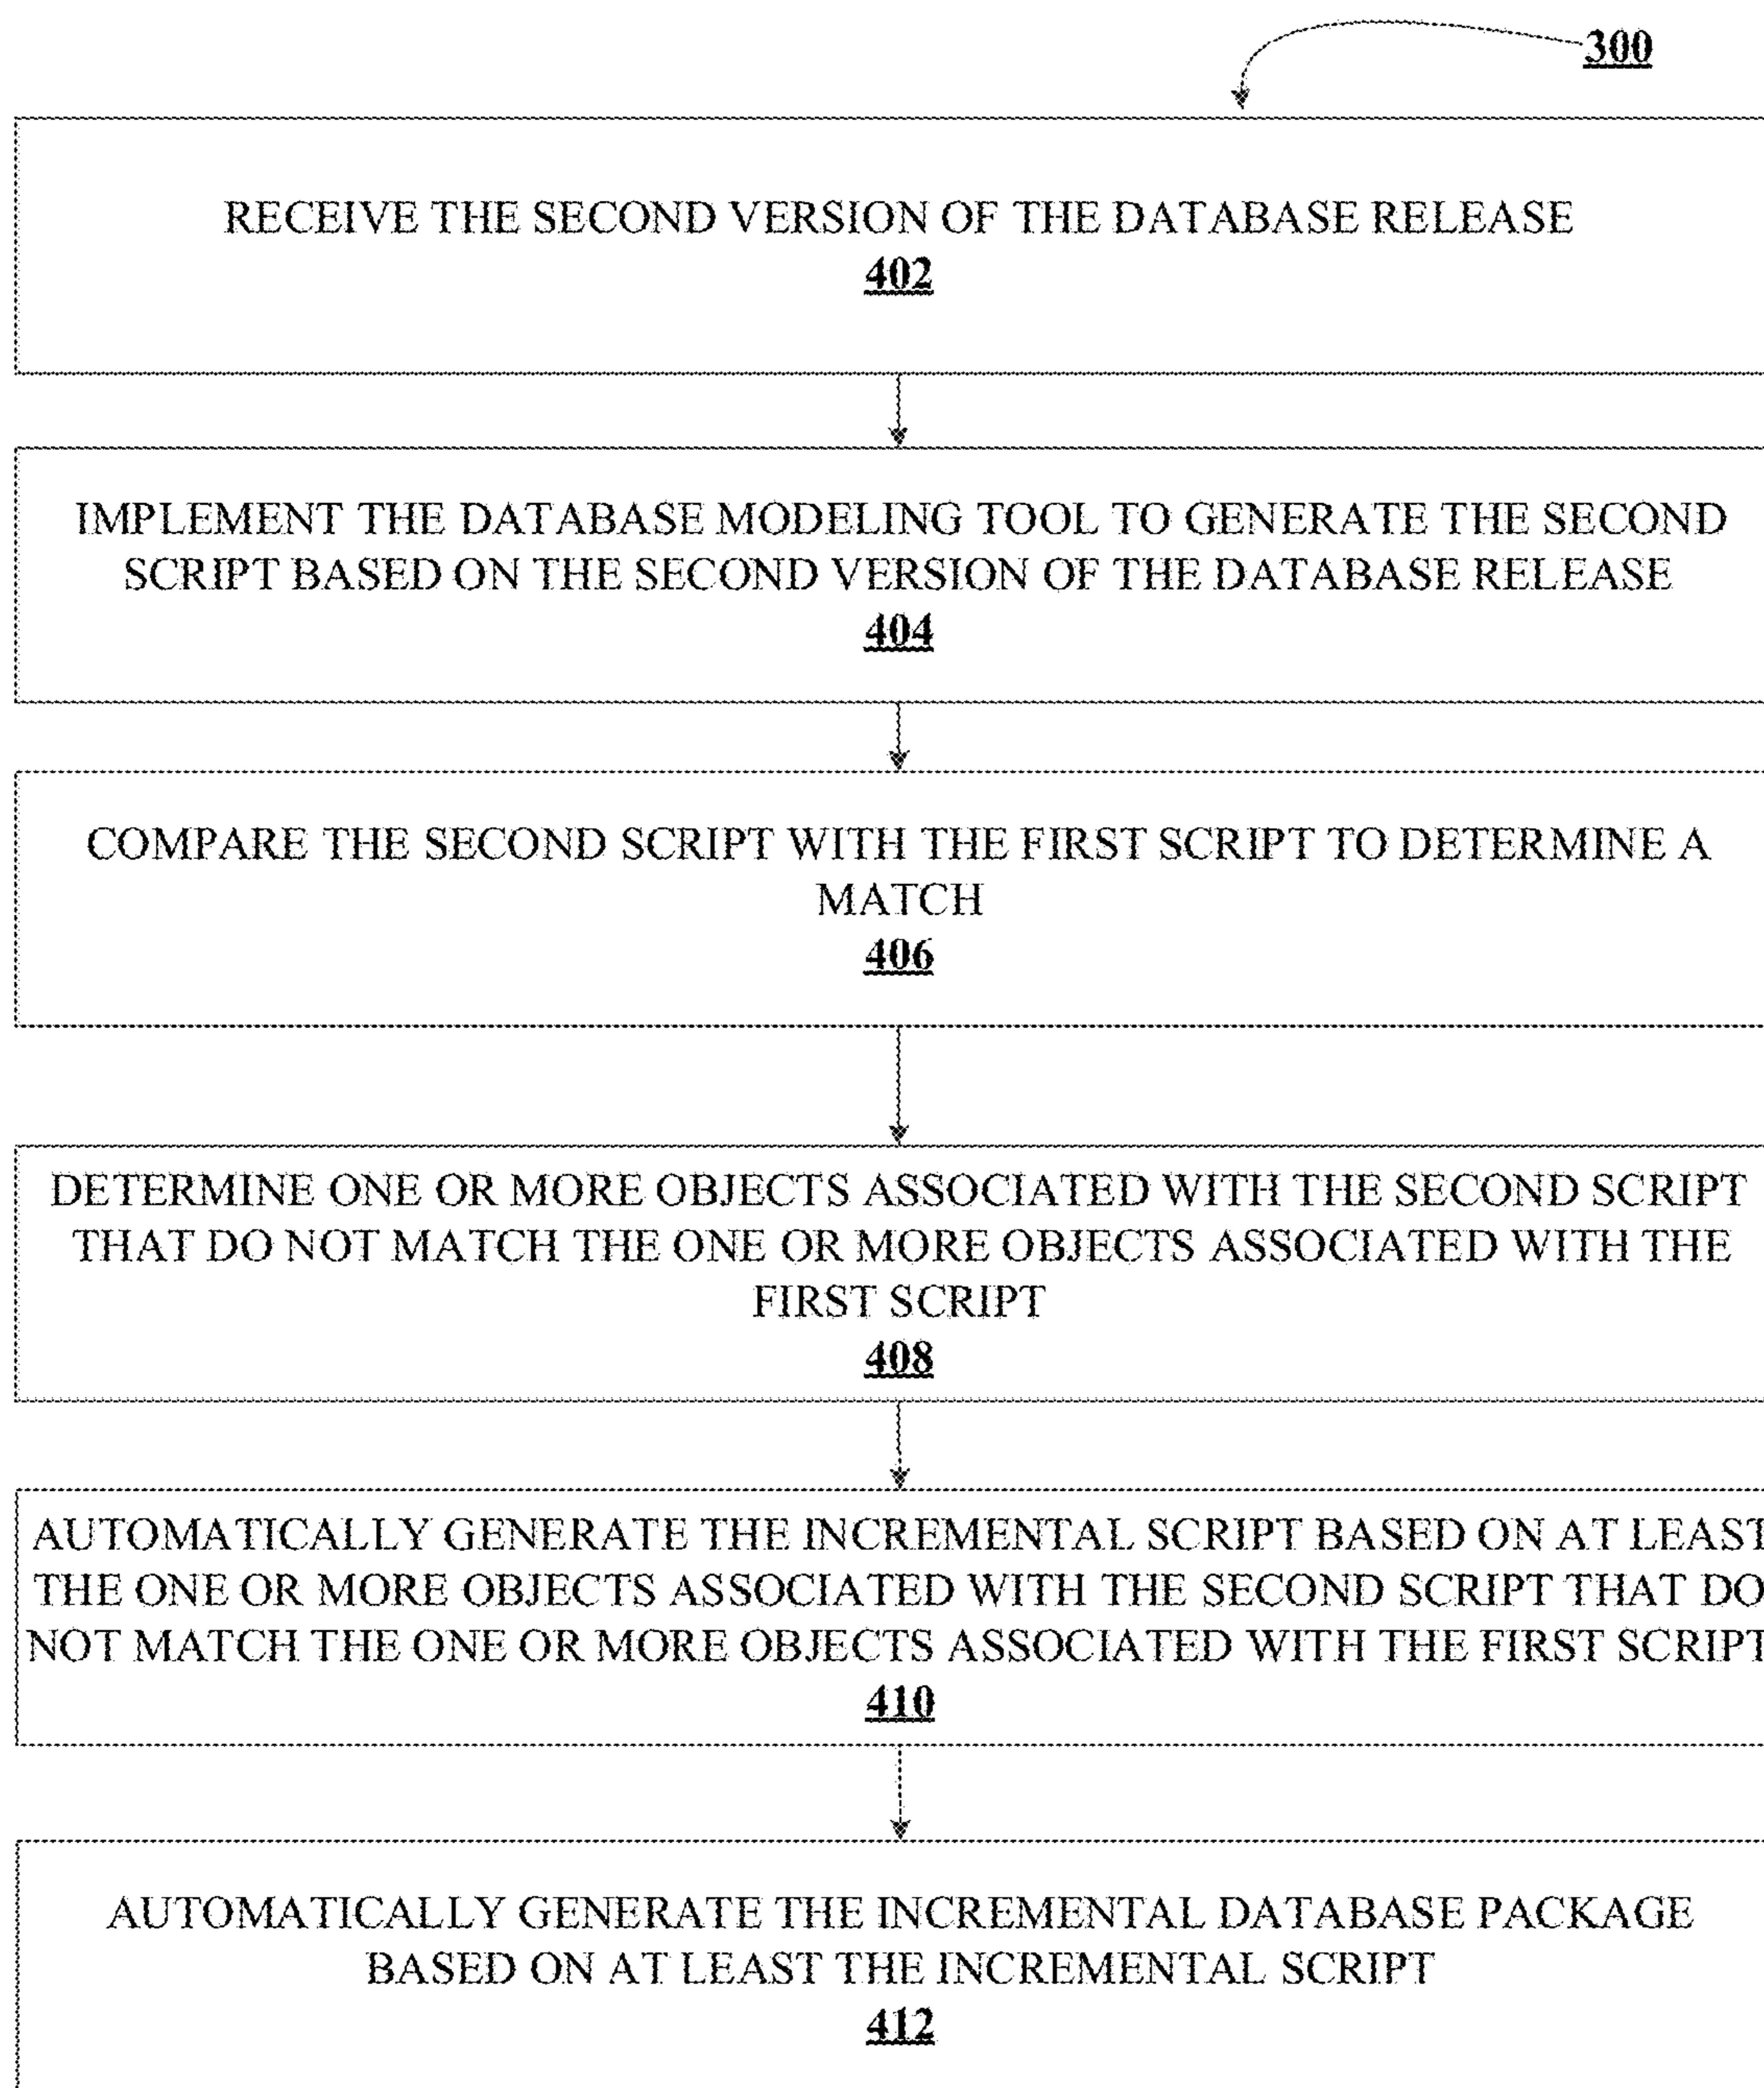 300
RECEIVE THE SECOND VERSION OF THE DATABASE RELEASE
402
IMPLEMENT THE DATABASE MODELING TOOL TO GENERATE THE SECOND
SCRIPT BASED ON THE SECOND VERSION OF THE DATABASE RELEASE
404
COMPARE THE SECOND SCRIPT WITH THE FIRST SCRIPT TO DETERMINE A
MATCH
406
DETERMINE ONE OR MORE OBJECTS ASSOCIATED WITH THE SECOND SCRIPT
THAT DO NOT MATCH THE ONE OR MORE OBJECTS ASSOCIATED WITH THE
FIRST SCRIPT
408
AUTOMATICALLY GENERATE THE INCREMENTAL SCRIPT BASED ON AT LEAST
THE ONE OR MORE OBJECTS ASSOCIATED WITH THE SECOND SCRIPT THAT DO
NOT MATCH THE ONE OR MORE OBJECTS ASSOCIATED WITH THE FIRST SCRIPT
410
AUTOMATICALLY GENERATE THE INCREMENTAL DATABASE PACKAGE
BASED ON AT LEAST THE INCREMENTAL SCRIPT
412